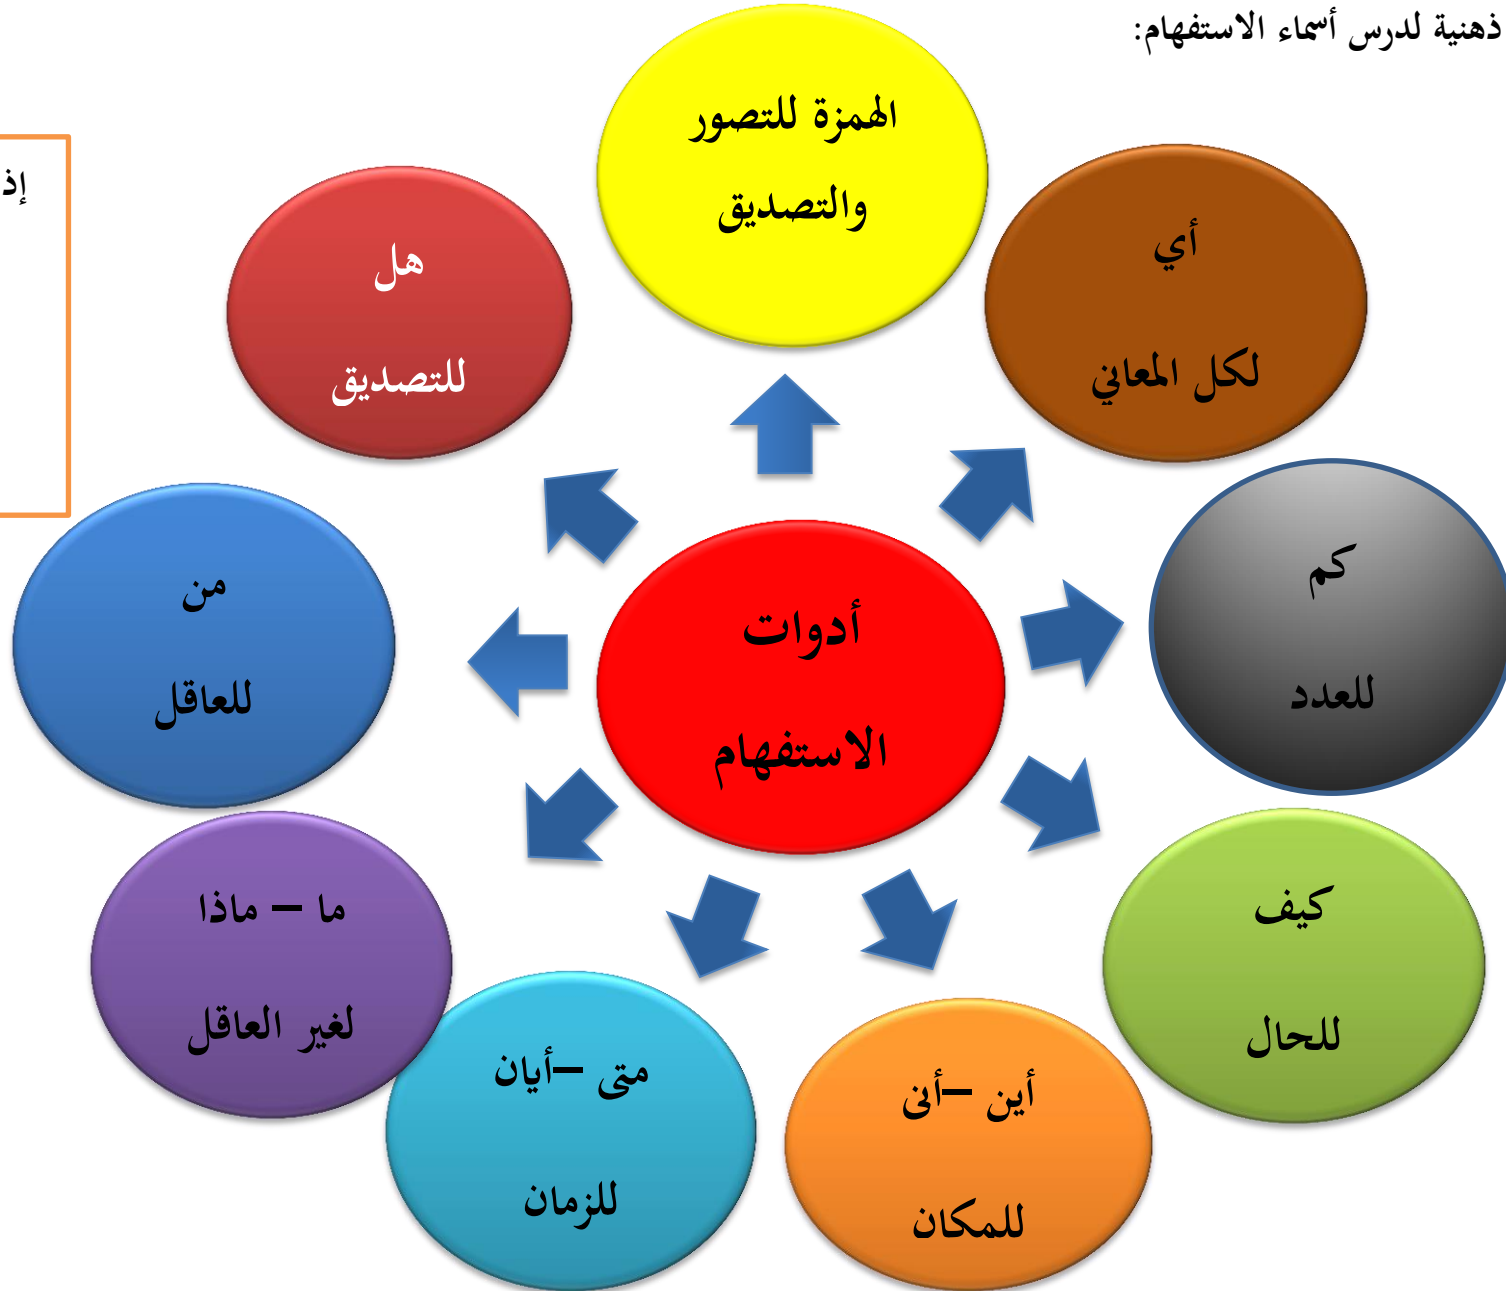 ذهنية لدرس أسماء الاستفهام:
الهمزة للتصور
والتصديق
أي
لكل المعاني
هل
للتصديق
إذ
كم
للعدد
من
للعاقل
أدوات
الاستفهام
كيف
للحال
ما – ماذا
لغير العاقل
متى –أيان
للزمان
أين –أنى
للمكان